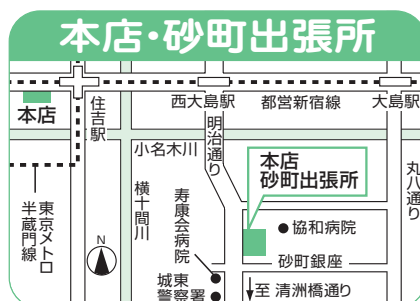 本店・砂町出張所
本店
住吉駅
西大島駅
都営新宿線
大島駅
小名木川
明治通り
丸八通り
本店
砂町出張所
東京メトロ
半蔵門線
N
横十間川
寿康会病院
協和病院
砂町銀座
城東
警察署
至 清洲橋通り